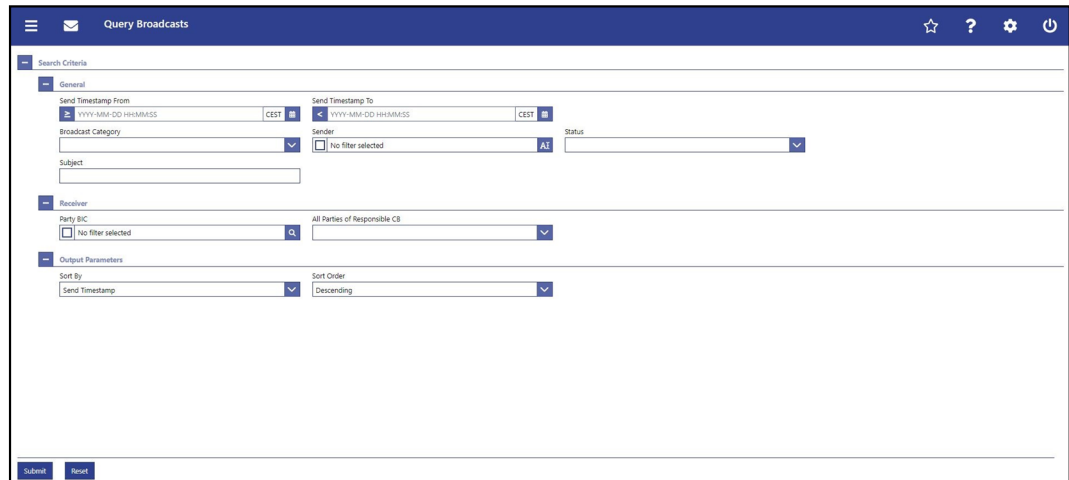 Query Broadcasts
?
Search Criteria
General
Send Timestamp From Send Timestamp To
≥ YYYY-MM-DD HH:MM:SS CEST < YYYY-MM-DD HH:MM:SS CEST
Broadcast Category Sender Status
No filter selected AI
Subject
Receiver
Party BIC All Parties of Responsible CB
No filter selected
Output Parameters
Sort By Sort Order
Send Timestamp Descending
Submit Reset